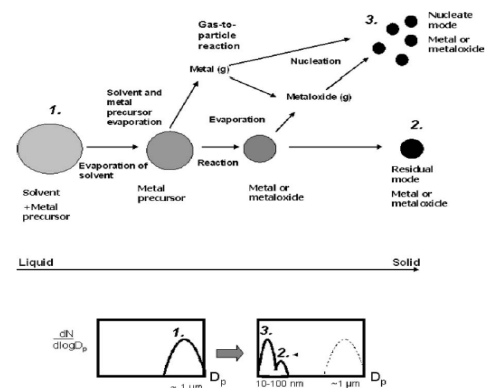 Gas-to-
particle
reaction
3.
Nucleate
mode
Metal or
metaloxide
Nucleation
Metal (g)
Solvent and
metal
precursor
evaporation
Metaloxide (g)
1.
Evaporation
2.
Evaporation of
solvent
Reaction
Solvent
+Metal
precursor
Metal
precursor
Metal or
metaloxide
Residual
mode
Metal or
metaloxide
Liquid
Solid
dN
dlogDp
1.
Dp
~ 1 µm
3.
2.
Dp
10-100 nm
~1 µm